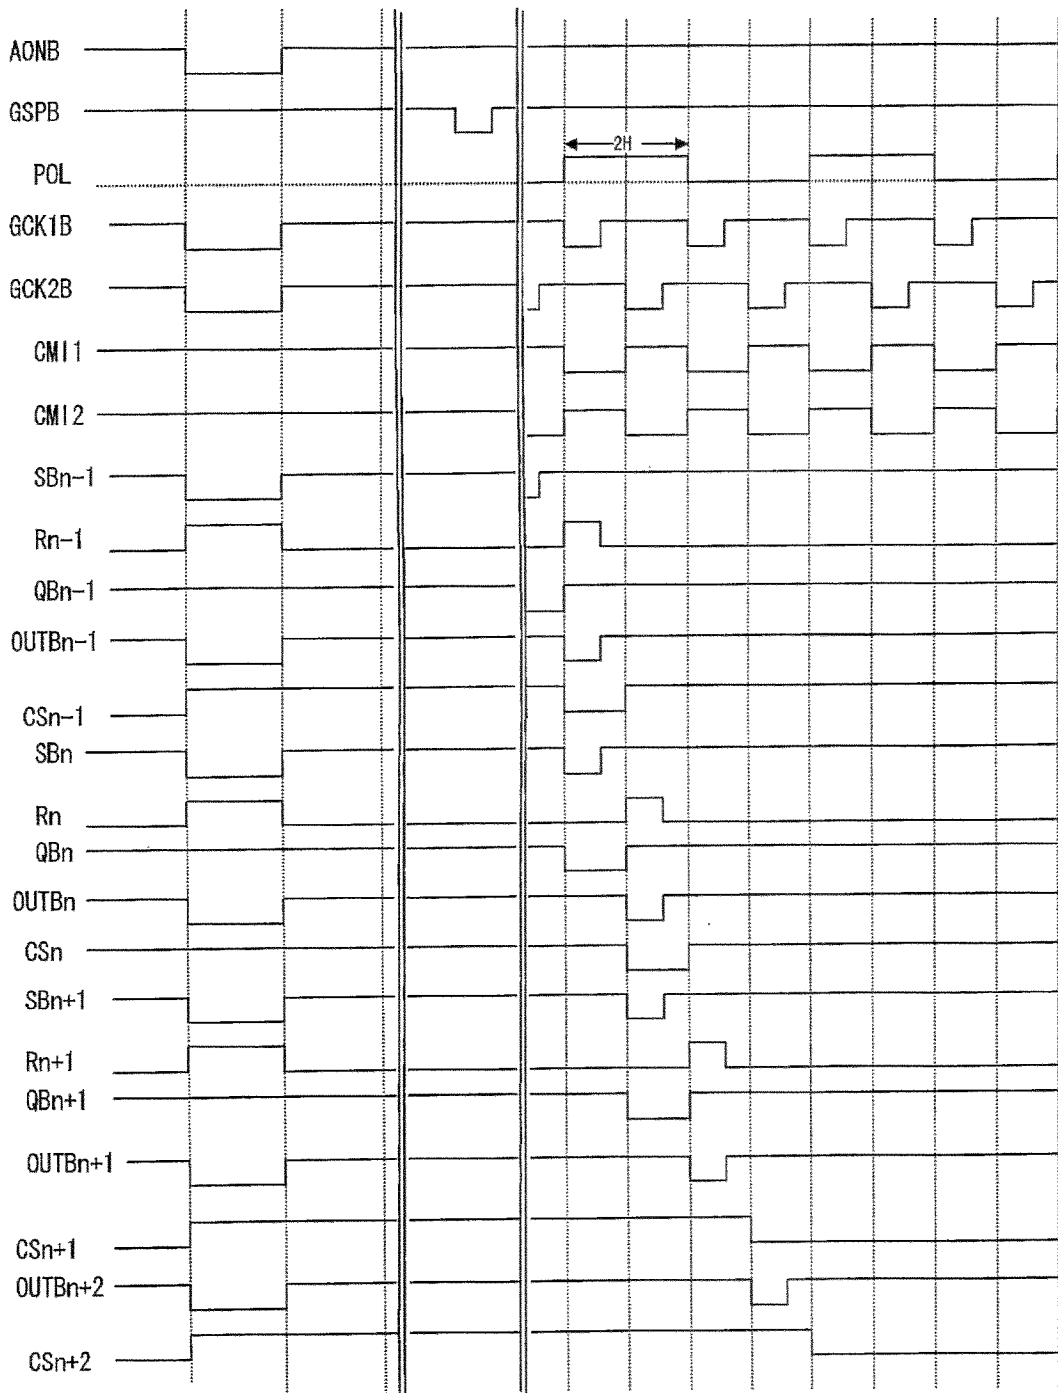 AONB
GSPB
2H
POL
GCK1B
GCK2B
CMI1
CMI2
SBn-1
Rn-1
QBn-1
OUTBn-1
CSn-1
SBn
Rn
QBn
OUTBn
CSn
SBn+1
Rn+1
QBn+1
OUTBn+1
CSn+1
OUTBn+2
CSn+2